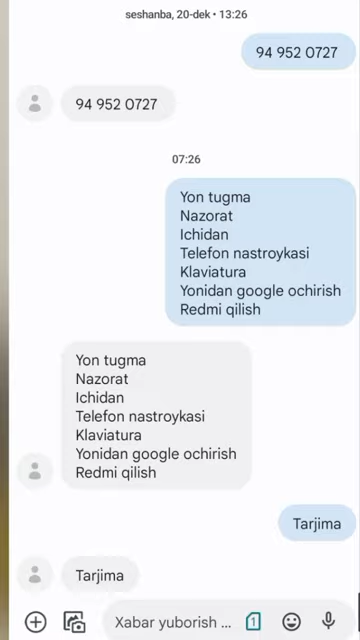 seshanba, 20-dek • 13:26
94 952 0727
94 952 0727
07:26
Yon tugma
Nazorat
Ichidan
Telefon nastroykasi
Klaviatura
Yonidan google ochirish
Redmi qilish
Yon tugma
Nazorat
Ichidan
Telefon nastroykasi
Klaviatura
Yonidan google ochirish
Redmi qilish
Tarjima
Tarjima
Xabar yuborish ...
1